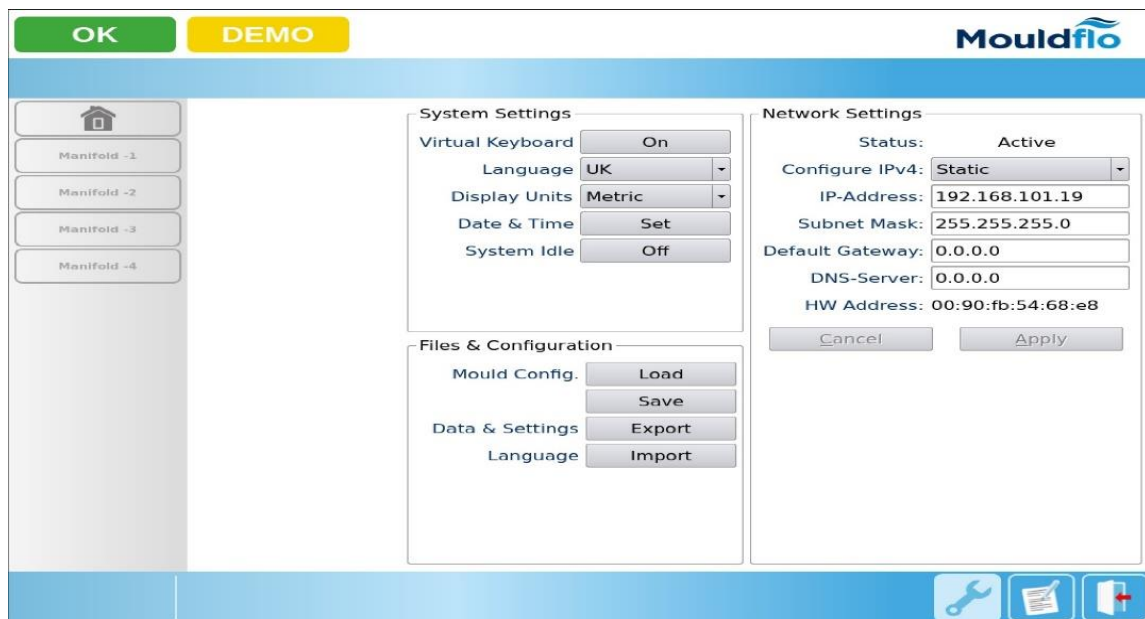 OK
DEMO
Mouldflo
Manifold -1
Manifold -2
Manifold -3
Manifold -4
System Settings
Virtual Keyboard On
Language UK
Display Units Metric
Date & Time Set
System Idle Off
Files & Configuration
Mould Config. Load
Save
Data & Settings Export
Language Import
Network Settings
Status: Active
Configure IPv4: Static
IP-Address: 192.168.101.19
Subnet Mask: 255.255.255.0
Default Gateway: 0.0.0.0
DNS-Server: 0.0.0.0
HW Address: 00:90:fb:54:68:e8
Cancel Apply